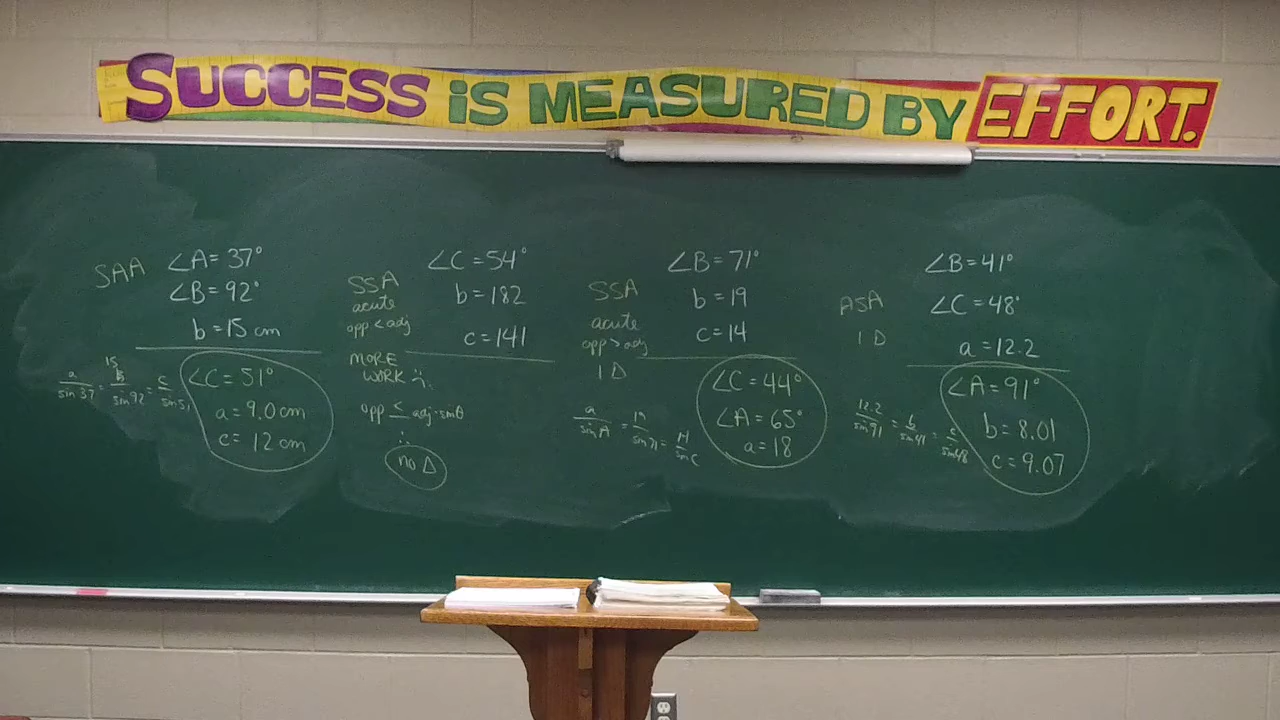 SUCCESS IS MEASURED BY EFFORT.
SAA
∠A = 37°
∠B = 92°
b = 15 cm
a/sin 37 = 15/sin 92 = c/sin 51
∠C = 51°
a = 9.0 cm
c = 12 cm
SSA
acute
opp < adj
∠C = 54°
b = 182
c = 141
MORE
WORK
opp ≤ adj·sinθ
∴
no Δ
SSA
acute
opp > adj
1 Δ
∠B = 71°
b = 19
c = 14
a/sin A = 19/sin 71 = 14/sin C
∠C = 44°
∠A = 65°
a = 18
ASA
1 Δ
∠B = 41°
∠C = 48°
a = 12.2
12.2/sin 91 = b/sin 41 = c/sin 48
∠A = 91°
b = 8.01
c = 9.07